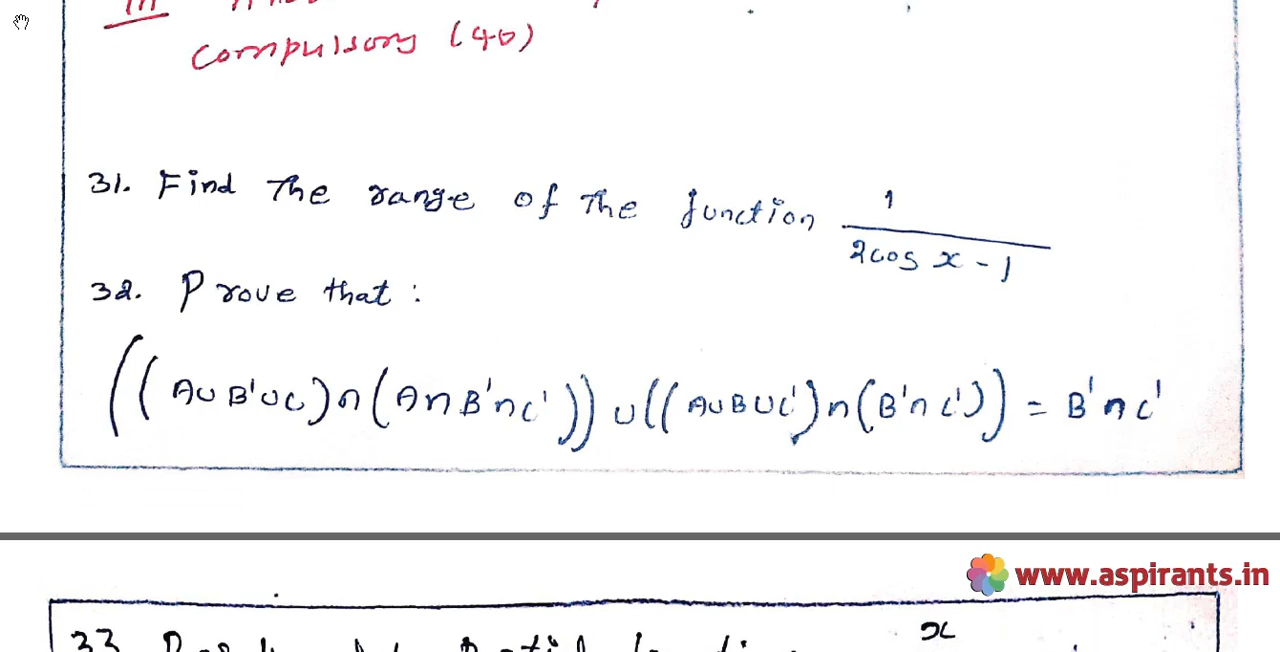 III
compulsory (40)
31. Find The range of The function 1 / 2cos x - 1
32. Prove that :
((A∪B'∪C)∩(A∩B'∩C'))∪((A∪B∪C')∩(B'∩C')) = B'∩C'
www.aspirants.in
33
x